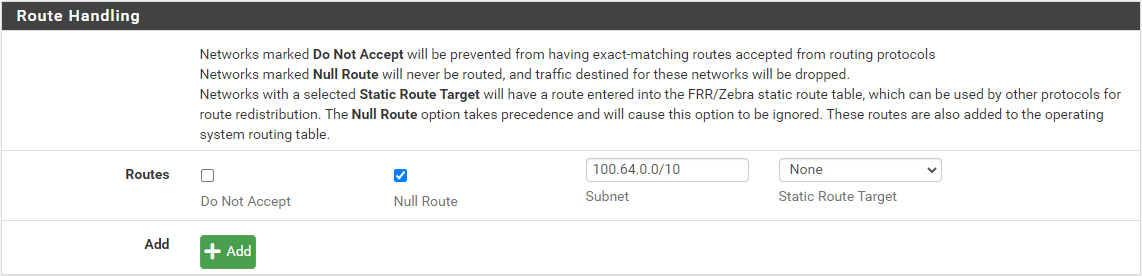 Route Handling
Networks marked Do Not Accept will be prevented from having exact-matching routes accepted from routing protocols
Networks marked Null Route will never be routed, and traffic destined for these networks will be dropped.
Networks with a selected Static Route Target will have a route entered into the FRR/Zebra static route table, which can be used by other protocols for
route redistribution. The Null Route option takes precedence and will cause this option to be ignored. These routes are also added to the operating
system routing table.
Routes
100.64.0.0/10
None
Do Not Accept
Null Route
Subnet
Static Route Target
Add
Add